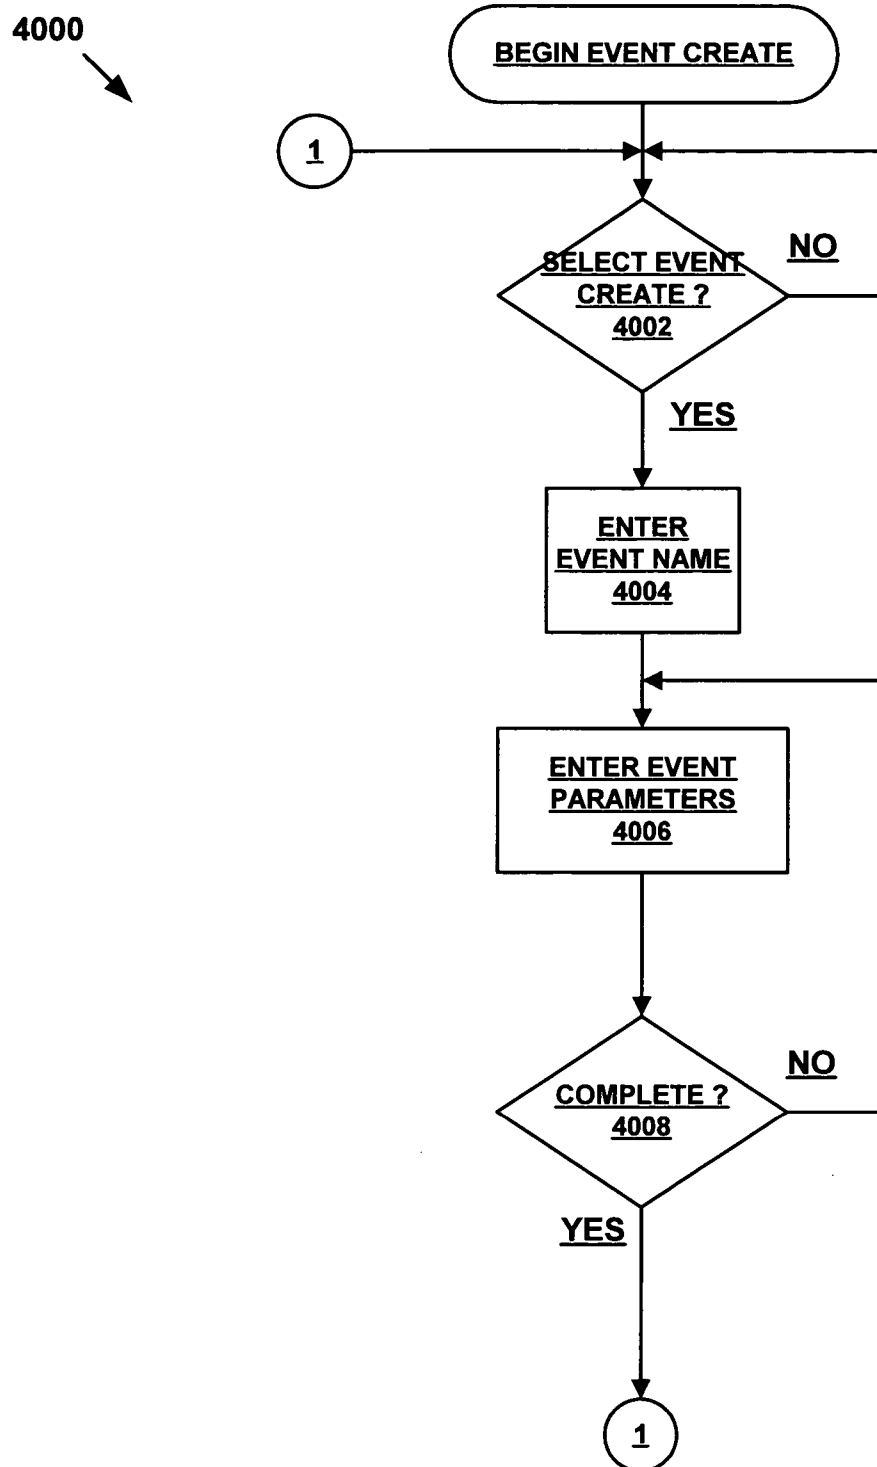 4000
BEGIN EVENT CREATE
1
SELECT EVENT
CREATE ?
4002
NO
YES
ENTER
EVENT NAME
4004
ENTER EVENT
PARAMETERS
4006
COMPLETE ?
4008
NO
YES
1